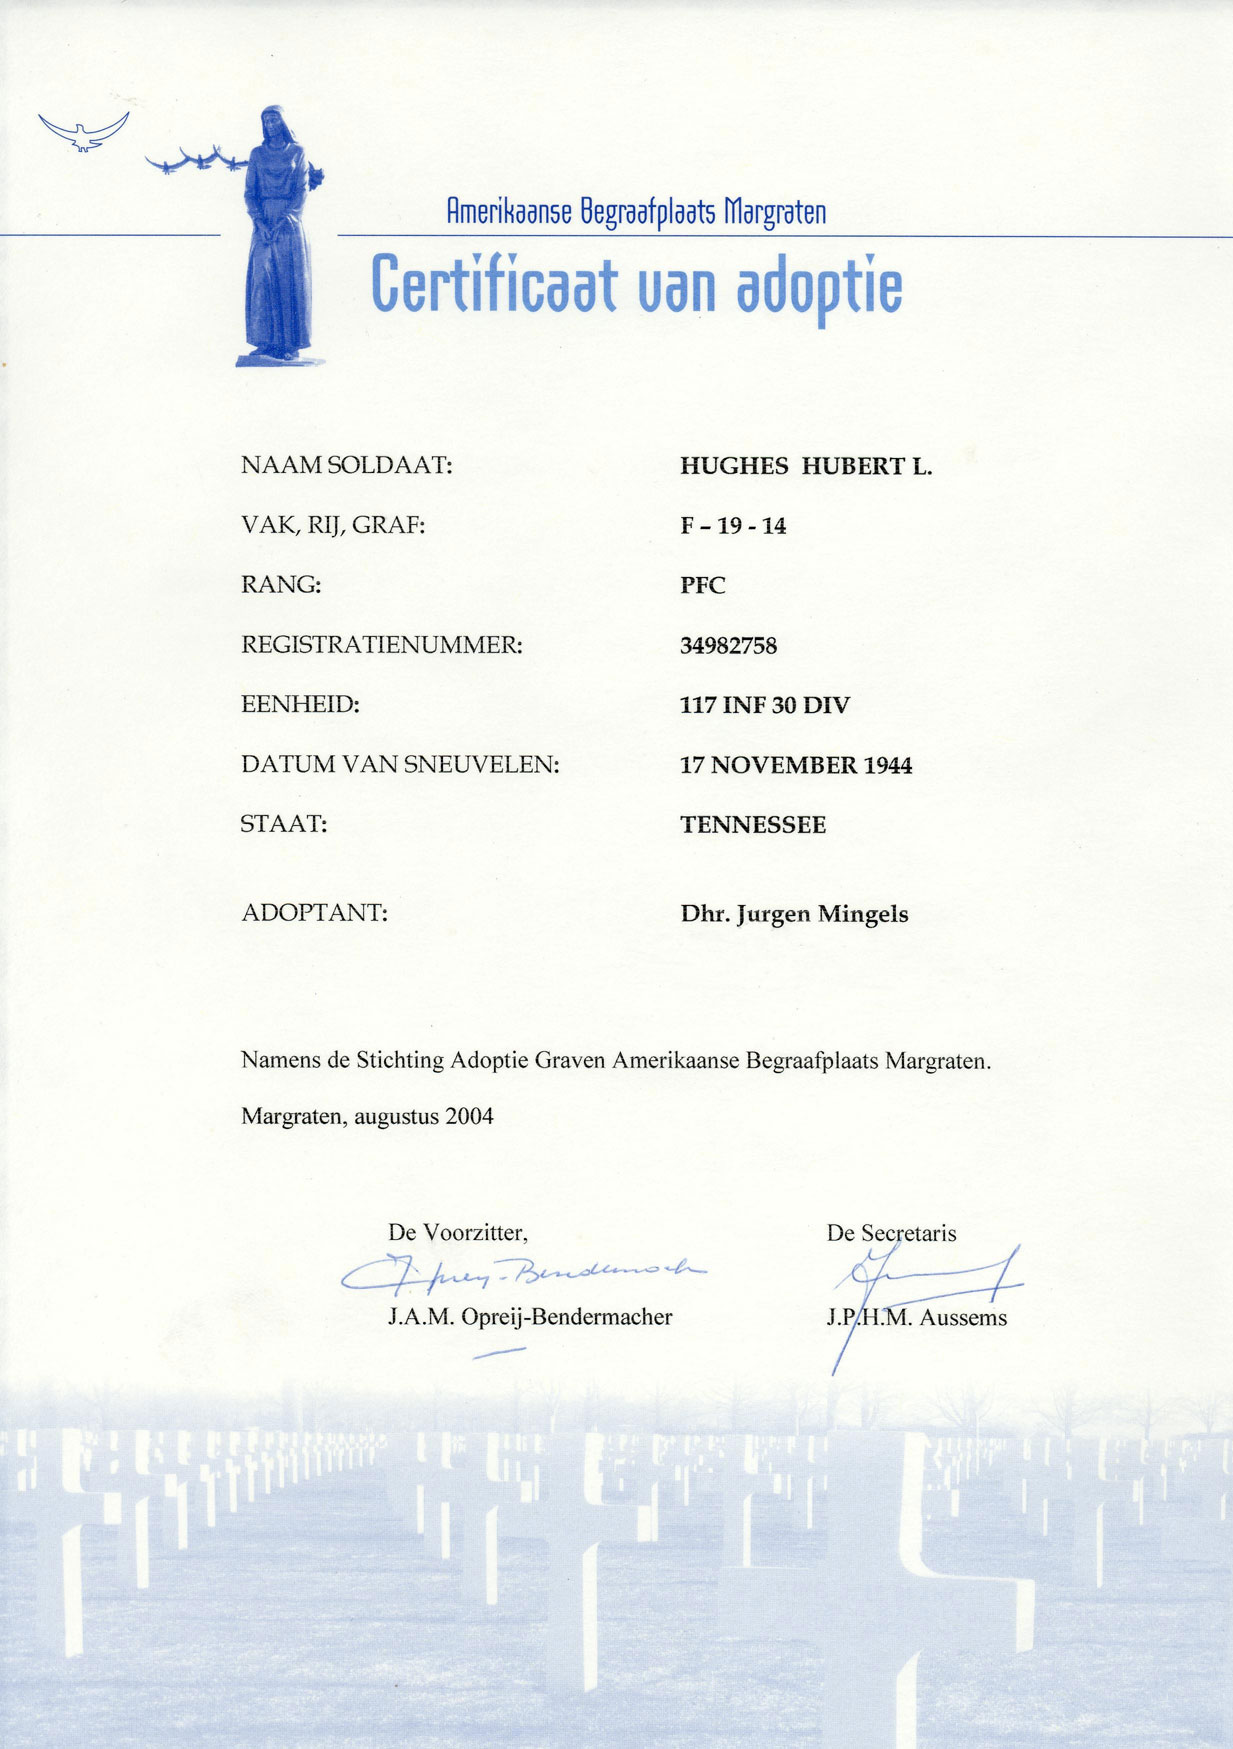 Amerikaanse Begraafplaats Margraten
Certificaat van adoptie
NAAM SOLDAAT: HUGHES HUBERT L.
VAK, RIJ, GRAF: F – 19 - 14
RANG: PFC
REGISTRATIENUMMER: 34982758
EENHEID: 117 INF 30 DIV
DATUM VAN SNEUVELEN: 17 NOVEMBER 1944
STAAT: TENNESSEE
ADOPTANT: Dhr. Jurgen Mingels
Namens de Stichting Adoptie Graven Amerikaanse Begraafplaats Margraten.
Margraten, augustus 2004
De Voorzitter, De Secretaris
J.A.M. Opreij-Bendermacher J.P.H.M. Aussems